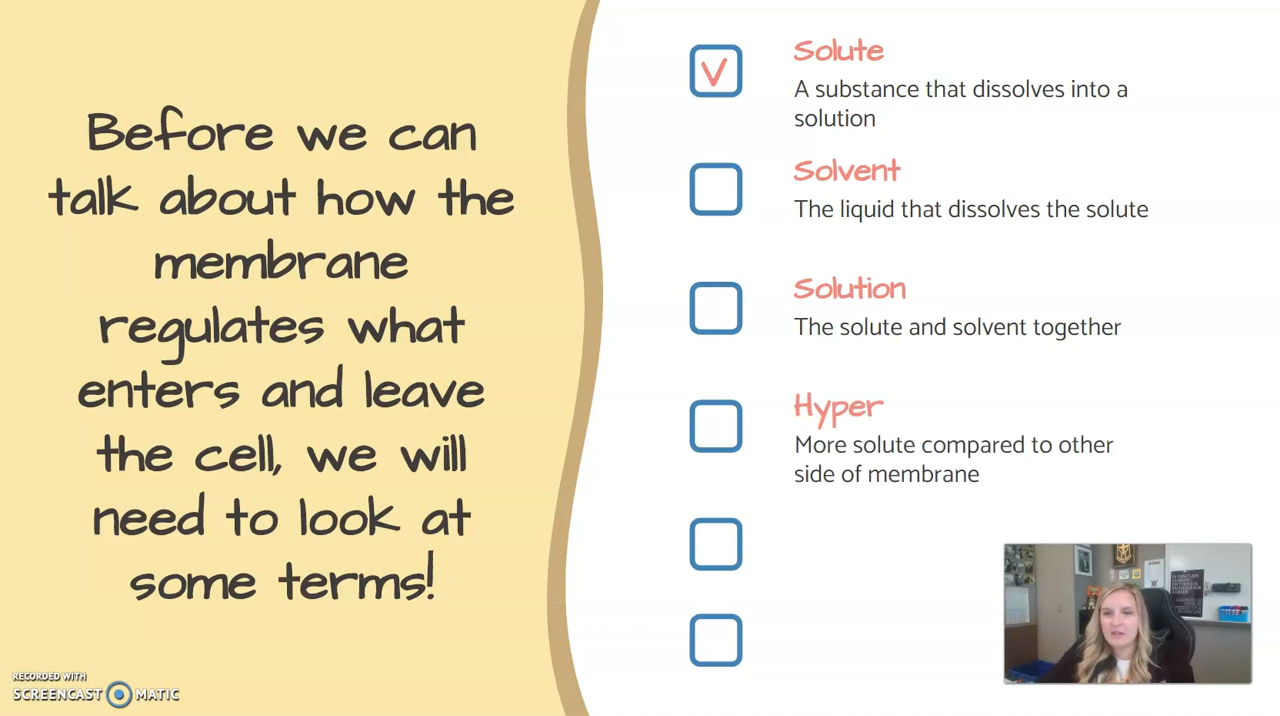 Before we can
talk about how the
membrane
regulates what
enters and leave
the cell, we will
need to look at
some terms!
V
Solute
A substance that dissolves into a
solution
Solvent
The liquid that dissolves the solute
Solution
The solute and solvent together
Hyper
More solute compared to other
side of membrane
RECORDED WITH
SCREENCAST MATIC